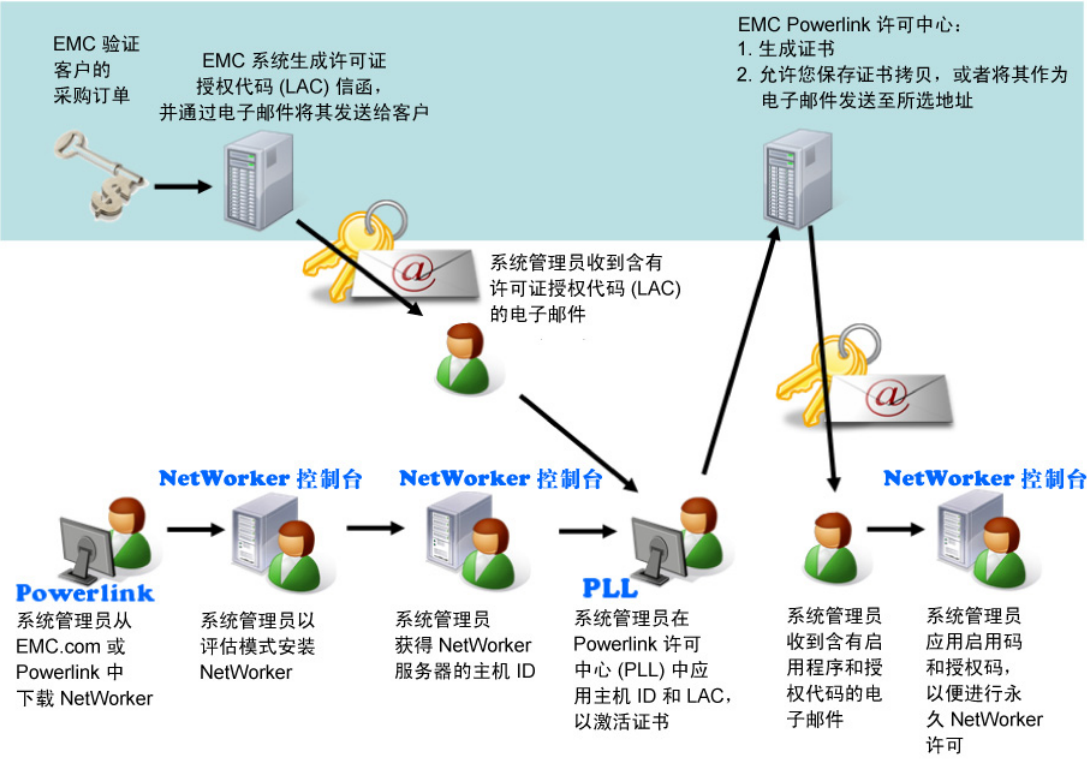 EMC 验证
客户的
采购订单
EMC 系统生成许可证
授权代码 (LAC) 信函，
并通过电子邮件将其发送给客户
EMC Powerlink 许可中心：
1. 生成证书
2. 允许您保存证书拷贝，或者将其作为
电子邮件发送至所选地址
@
系统管理员收到含有
许可证授权代码 (LAC)
的电子邮件
@
NetWorker 控制台
NetWorker 控制台
NetWorker 控制台
Powerlink
PLL
系统管理员从
EMC.com 或
Powerlink 中
下载 NetWorker
系统管理员以
评估模式安装
NetWorker
系统管理员
获得 NetWorker
服务器的主机 ID
系统管理员在
Powerlink 许可
中心 (PLL) 中应
用主机 ID 和 LAC，
以激活证书
系统管理员
收到含有启
用程序和授
权代码的电
子邮件
系统管理员
应用启用码
和授权码，
以便进行永
久 NetWorker
许可